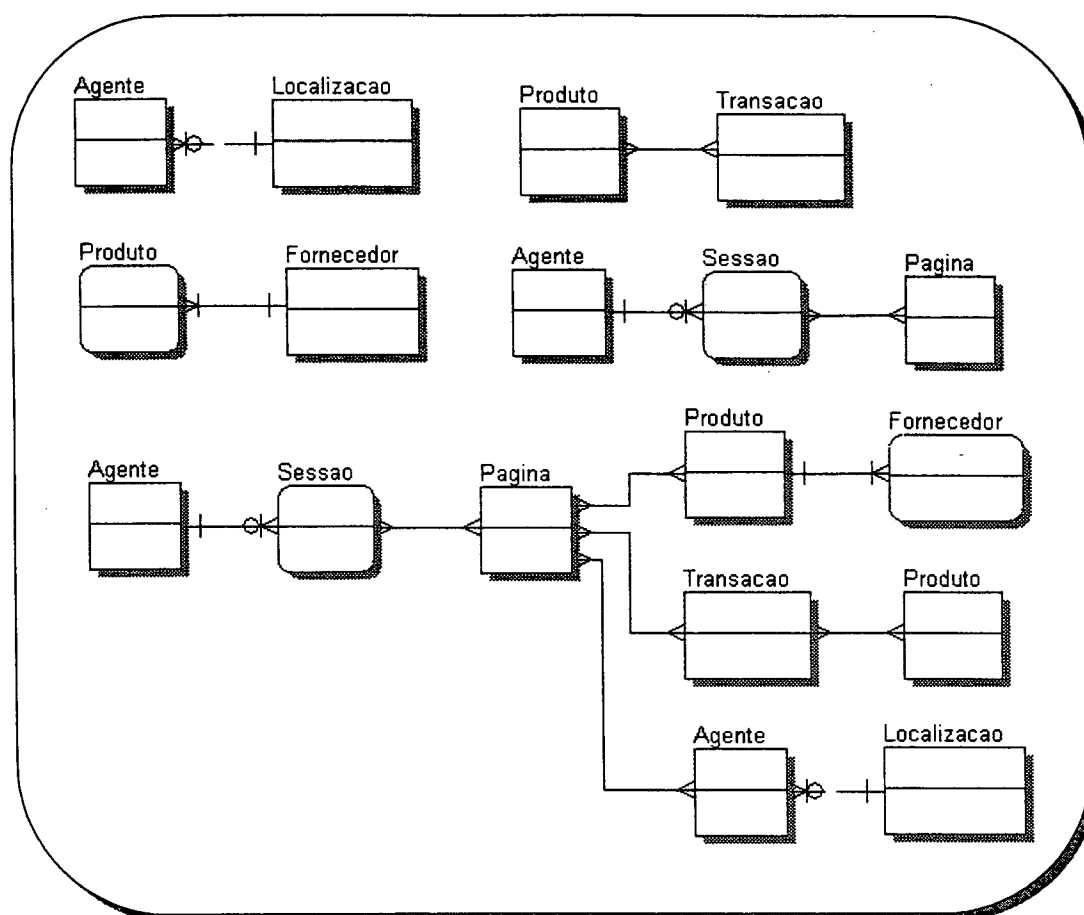 Agente
Localizacao
Produto
Transacao
Produto
Fornecedor
Agente
Sessao
Pagina
Agente
Sessao
Pagina
Produto
Fornecedor
Transacao
Produto
Agente
Localizacao